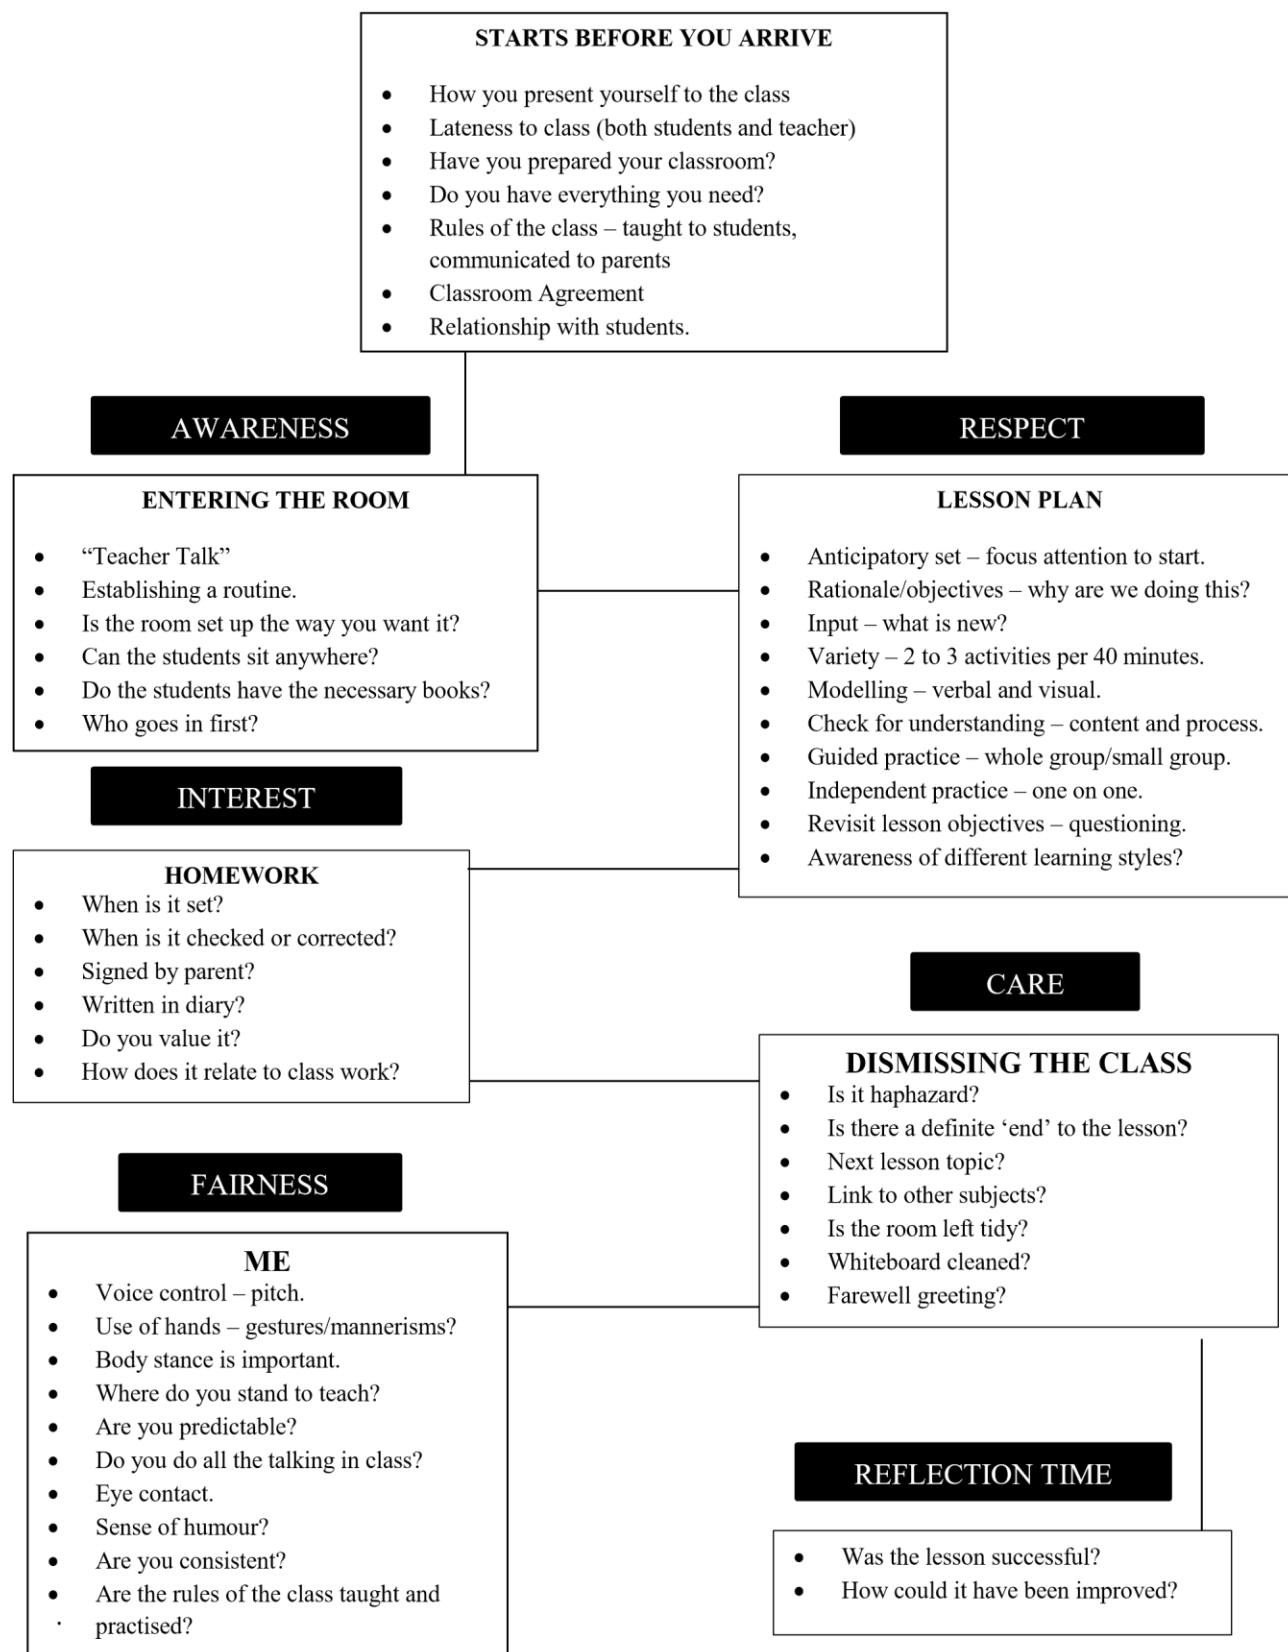 STARTS BEFORE YOU ARRIVE
• How you present yourself to the class
• Lateness to class (both students and teacher)
• Have you prepared your classroom?
• Do you have everything you need?
• Rules of the class – taught to students,
communicated to parents
• Classroom Agreement
• Relationship with students.
AWARENESS
ENTERING THE ROOM
• “Teacher Talk”
• Establishing a routine.
• Is the room set up the way you want it?
• Can the students sit anywhere?
• Do the students have the necessary books?
• Who goes in first?
RESPECT
LESSON PLAN
• Anticipatory set – focus attention to start.
• Rationale/objectives – why are we doing this?
• Input – what is new?
• Variety – 2 to 3 activities per 40 minutes.
• Modelling – verbal and visual.
• Check for understanding – content and process.
• Guided practice – whole group/small group.
• Independent practice – one on one.
• Revisit lesson objectives – questioning.
• Awareness of different learning styles?
INTEREST
HOMEWORK
• When is it set?
• When is it checked or corrected?
• Signed by parent?
• Written in diary?
• Do you value it?
• How does it relate to class work?
CARE
DISMISSING THE CLASS
• Is it haphazard?
• Is there a definite ‘end’ to the lesson?
• Next lesson topic?
• Link to other subjects?
• Is the room left tidy?
• Whiteboard cleaned?
• Farewell greeting?
FAIRNESS
ME
• Voice control – pitch.
• Use of hands – gestures/mannerisms?
• Body stance is important.
• Where do you stand to teach?
• Are you predictable?
• Do you do all the talking in class?
• Eye contact.
• Sense of humour?
• Are you consistent?
• Are the rules of the class taught and
. practised?
REFLECTION TIME
• Was the lesson successful?
• How could it have been improved?